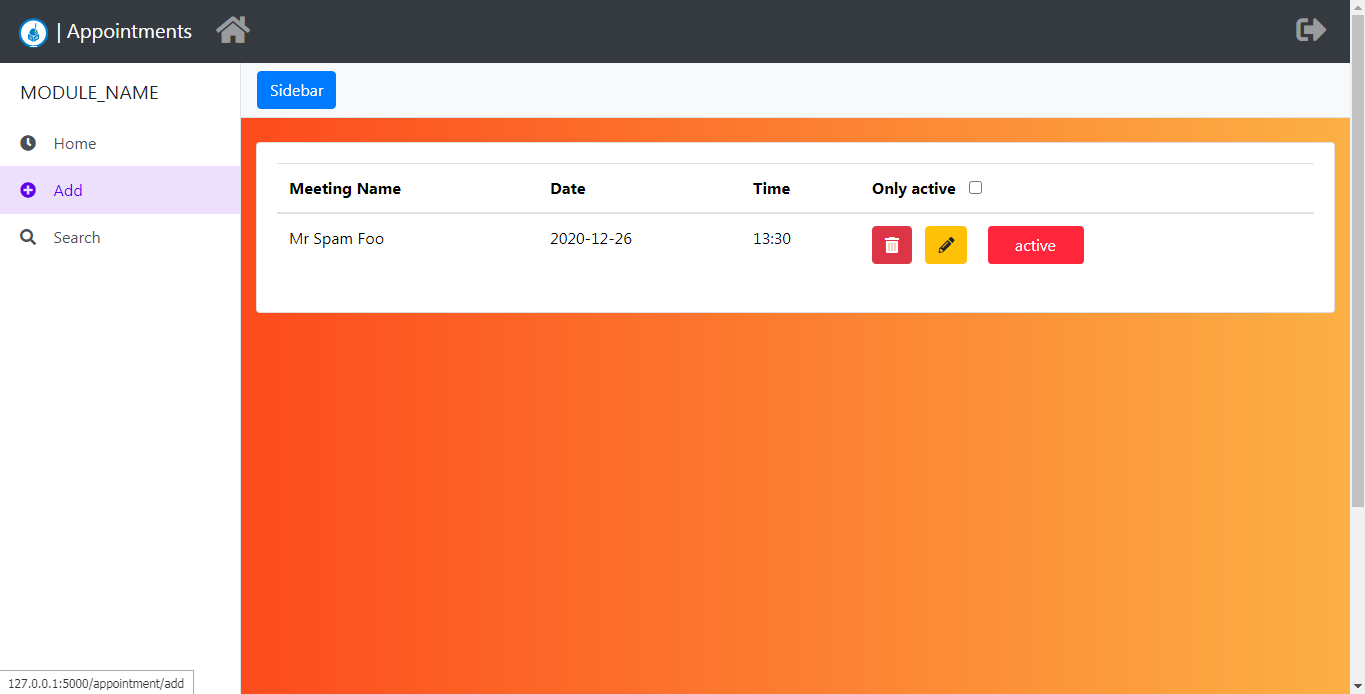 | Appointments
MODULE_NAME
Home
Add
Search
Sidebar
Meeting Name Date Time Only active
Mr Spam Foo 2020-12-26 13:30 active
127.0.0.1:5000/appointment/add